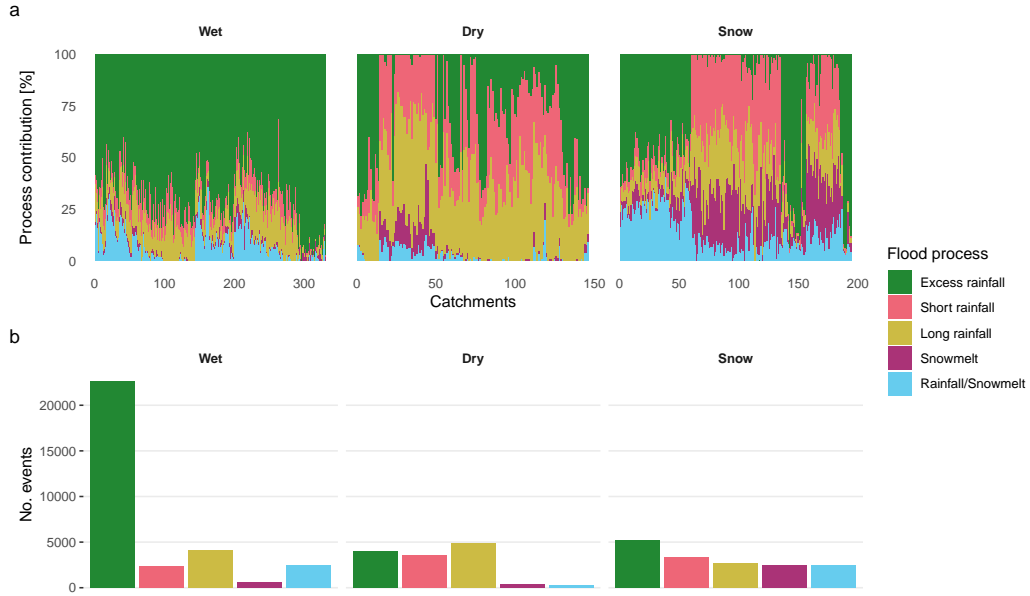 a
Wet Dry Snow
Process contribution [%]
100
75
50
25
0
0 100 200 300 0 50 100 150 0 50 100 150 200
Catchments
Flood process
Excess rainfall
Short rainfall
Long rainfall
Snowmelt
Rainfall/Snowmelt
b
Wet Dry Snow
No. events
20000
15000
10000
5000
0